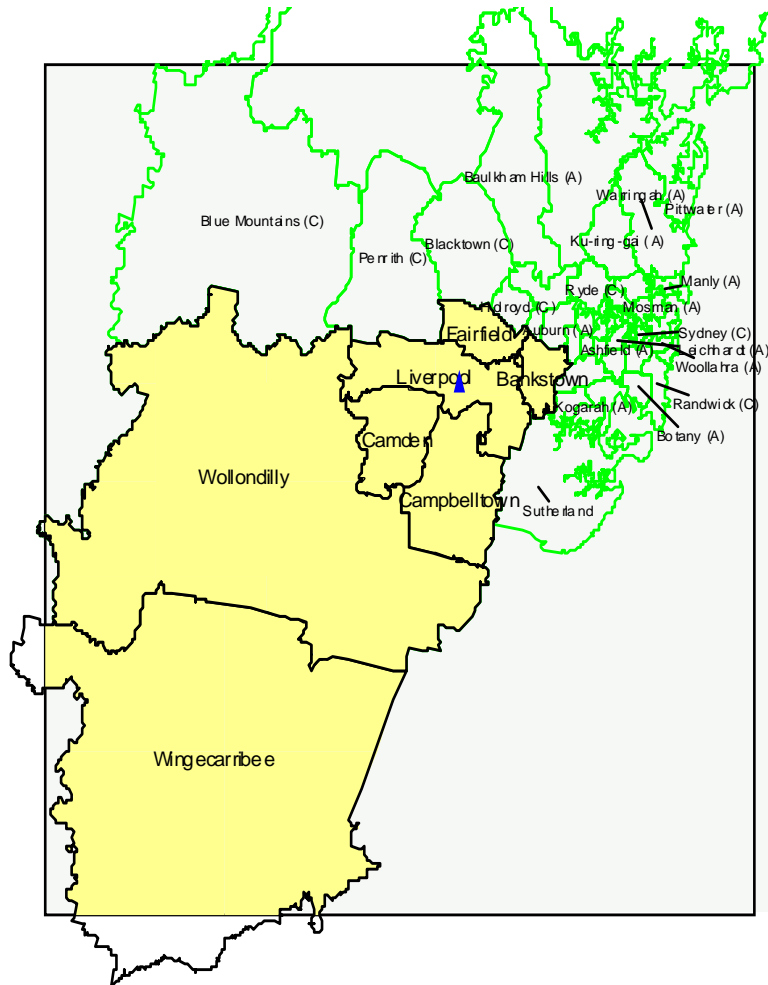 Baulkham Hills (A)
Warringah (A)
Pittwater (A)
Blue Mountains (C)
Blacktown (C)
Ku-ring-gai (A)
Penrith (C)
Manly (A)
Ryde (C)
Holroyd (C)
Mosman (A)
Fairfield
Auburn (A)
Sydney (C)
Ashfield (A)
Leichhardt (A)
Woollahra (A)
Liverpool
Bankstown
Kogarah (A)
Randwick (C)
Camden
Botany (A)
Wollondilly
Campbelltown
Sutherland
Wingecarribee